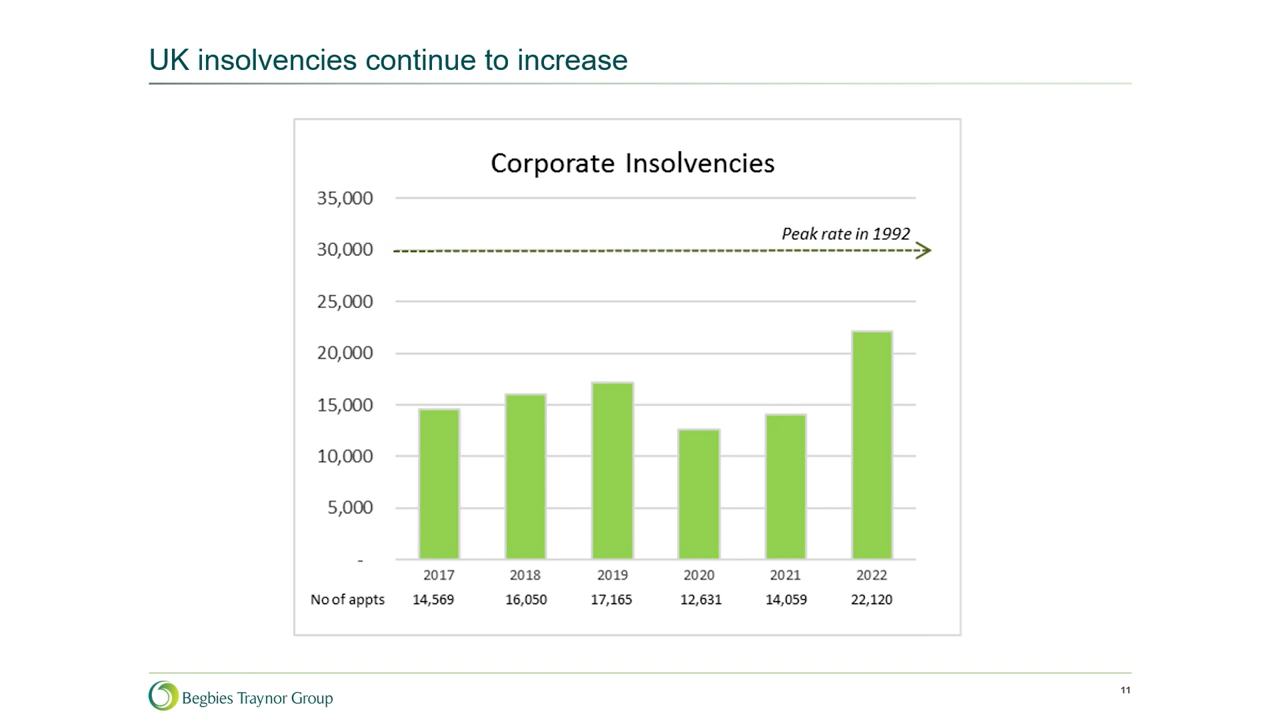 UK insolvencies continue to increase
Corporate Insolvencies
35,000
Peak rate in 1992
30,000
25,000
20,000
15,000
10,000
5,000
-
2017 2018 2019 2020 2021 2022
No of appts 14,569 16,050 17,165 12,631 14,059 22,120
Begbies Traynor Group
11